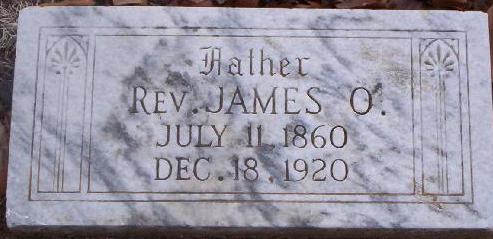 Father
REV. JAMES O.
JULY 11, 1860
DEC. 18, 1920